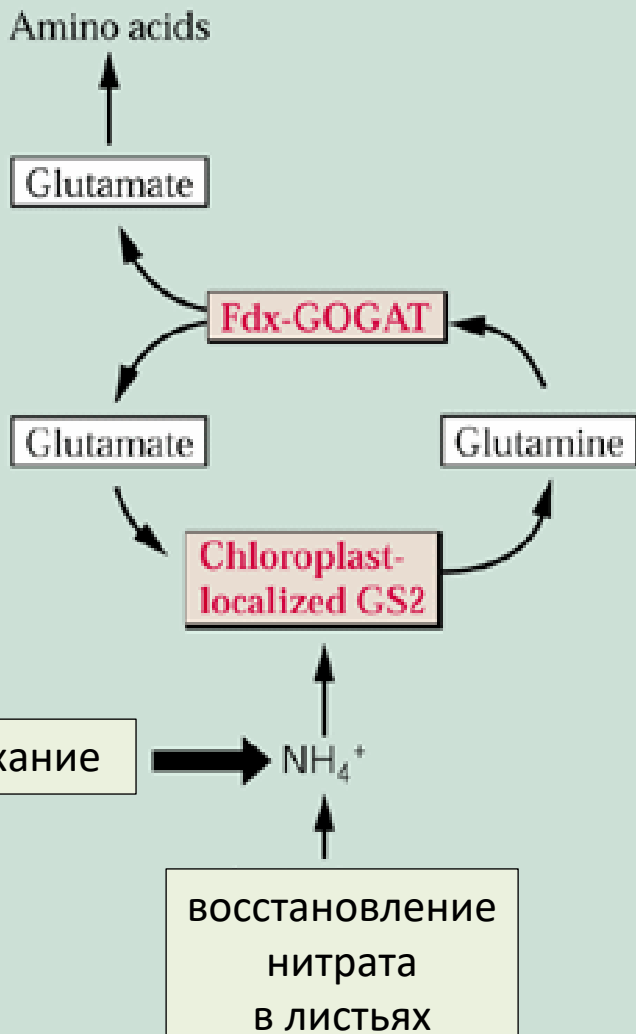 Amino acids
Glutamate
Fdx-GOGAT
Glutamate
Glutamine
Chloroplast-
localized GS2
NH₄⁺
восстановление
нитрата
в листьях